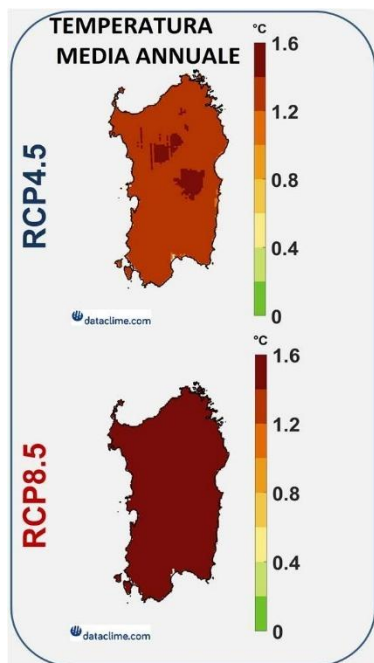 TEMPERATURA
MEDIA ANNUALE
RCP4.5
°C
1.6
1.2
0.8
0.4
0
dataclime.com
RCP8.5
°C
1.6
1.2
0.8
0.4
0
dataclime.com